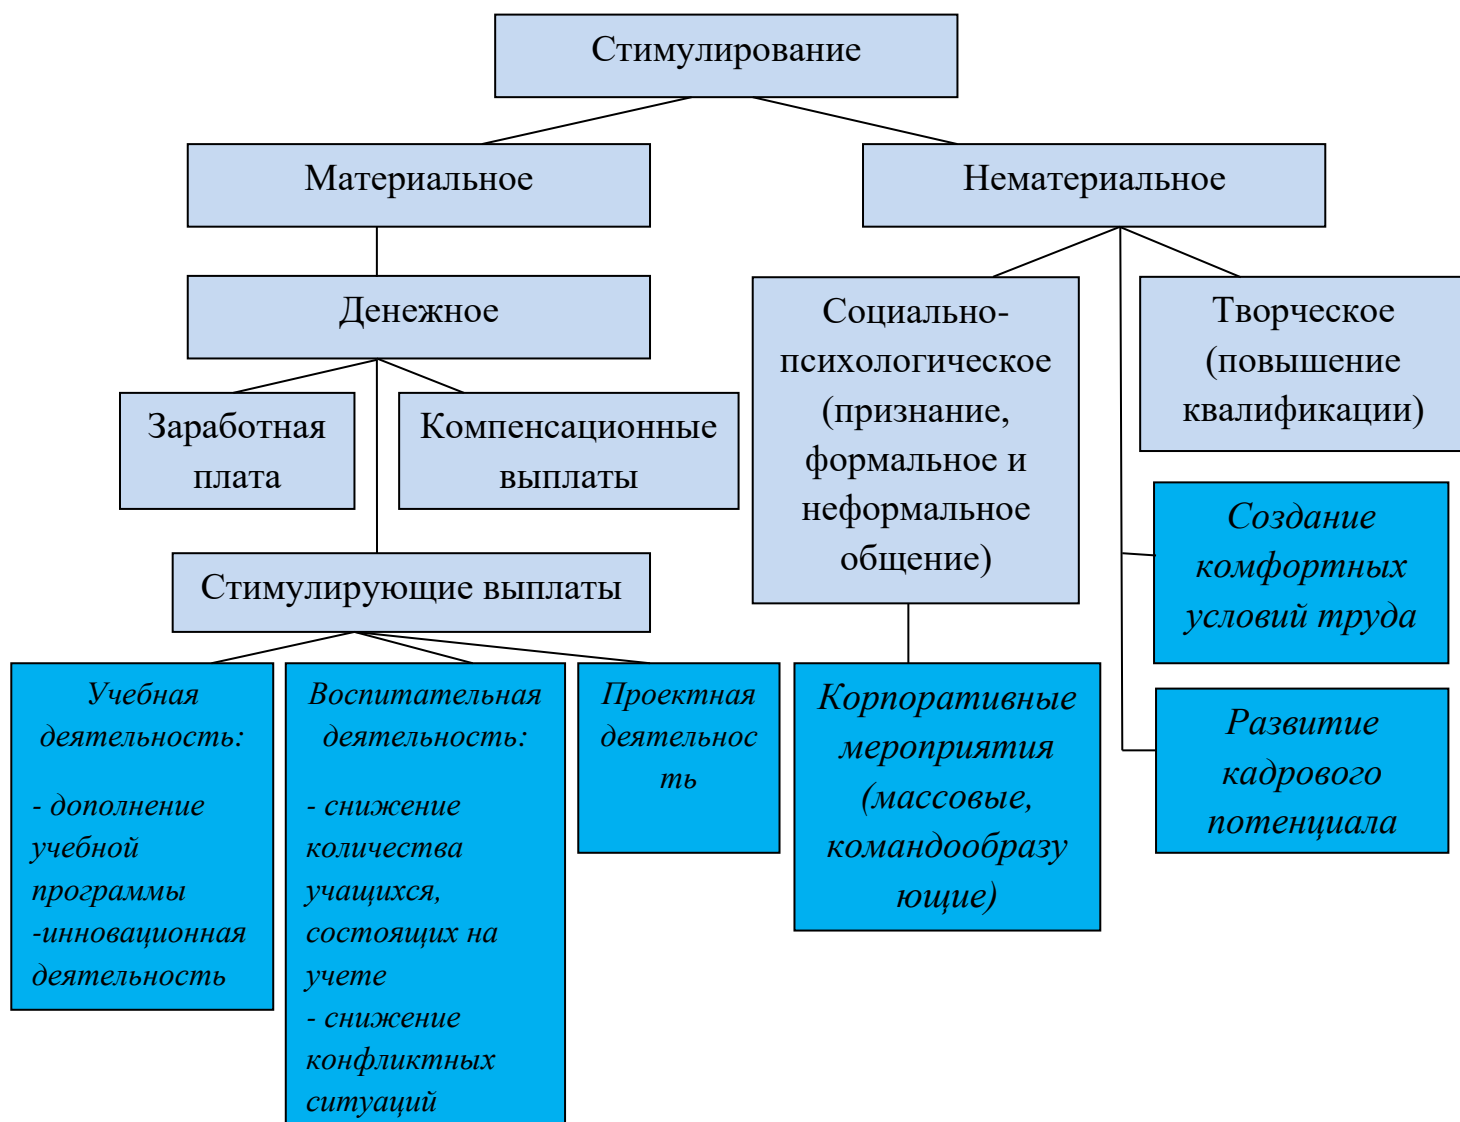 Стимулирование
Материальное
Нематериальное
Денежное
Социально-
психологическое
(признание,
формальное и
неформальное
общение)
Творческое
(повышение
квалификации)
Заработная
плата
Компенсационные
выплаты
Создание
комфортных
условий труда
Стимулирующие выплаты
Учебная
деятельность:
- дополнение
учебной
программы
-инновационная
деятельность
Воспитательная
деятельность:
- снижение
количества
учащихся,
состоящих на
учете
- снижение
конфликтных
ситуаций
Проектная
деятельнос
ть
Корпоративные
мероприятия
(массовые,
командообразу
ющие)
Развитие
кадрового
потенциала